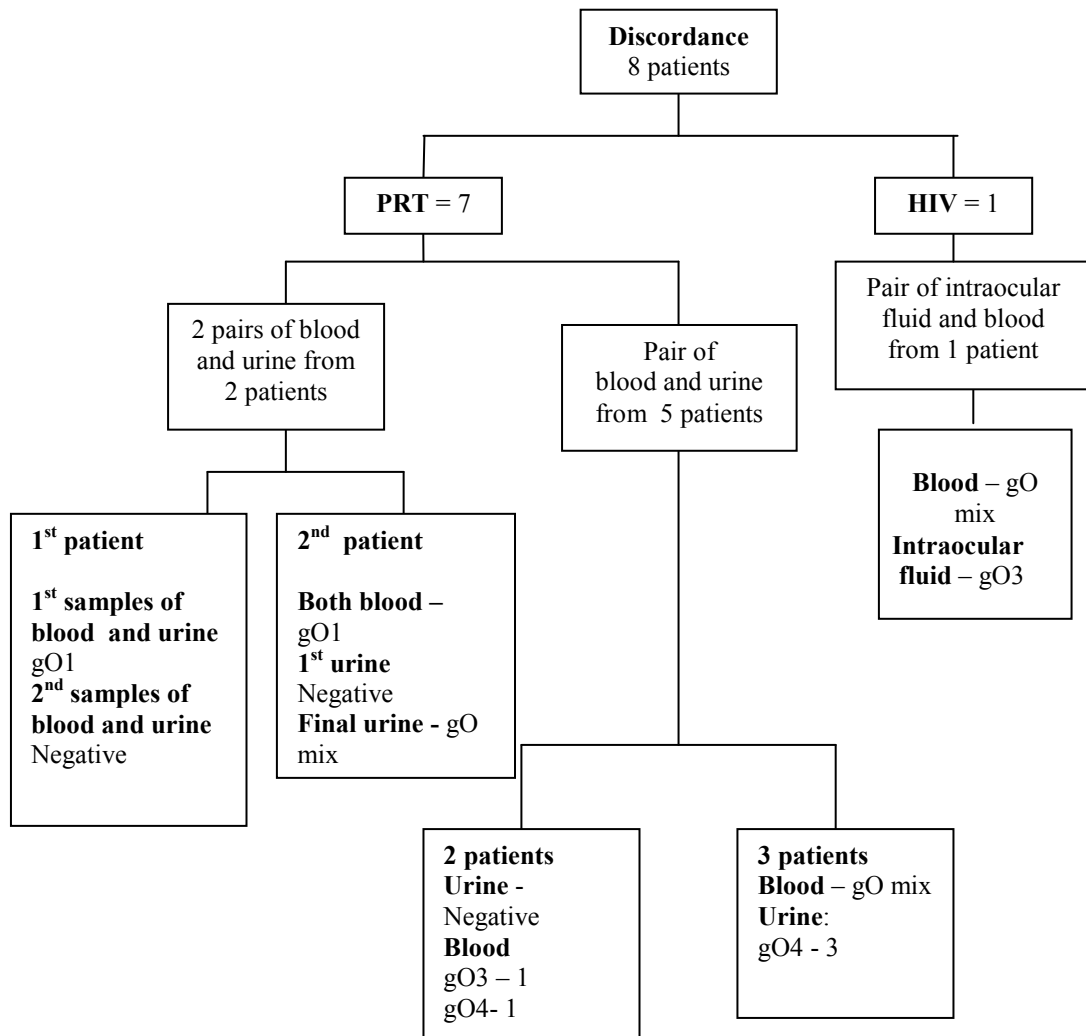 Discordance
8 patients
PRT = 7
HIV = 1
2 pairs of blood
and urine from
2 patients
Pair of
blood and urine
from 5 patients
Pair of intraocular
fluid and blood
from 1 patient
1st patient
1st samples of
blood and urine
gO1
2nd samples of
blood and urine
Negative
2nd patient
Both blood –
gO1
1st urine
Negative
Final urine - gO
mix
Blood – gO
mix
Intraocular
fluid – gO3
2 patients
Urine -
Negative
Blood
gO3 – 1
gO4- 1
3 patients
Blood – gO mix
Urine:
gO4 - 3